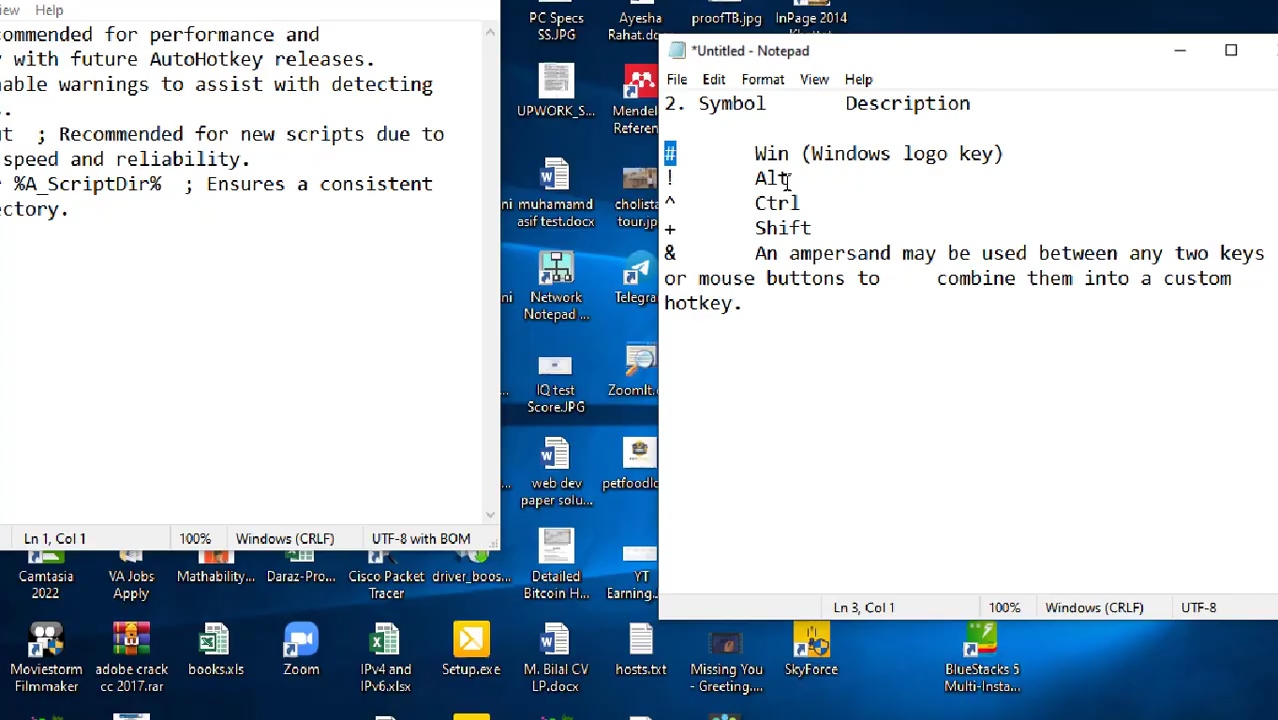 iew Help
commended for performance and
y with future AutoHotkey releases.
nable warnings to assist with detecting
s.
ut ; Recommended for new scripts due to
speed and reliability.
r %A_ScriptDir% ; Ensures a consistent
ectory.
Ln 1, Col 1 100% Windows (CRLF) UTF-8 with BOM
PC Specs SS.JPG
Ayesha Rahat.doc
proofTB.jpg
InPage 2014
UPWORK_S...
Mendel
Referen
muhamamd
asif test.docx
cholista
tour.jp
Network
Notepad ...
Telegra
IQ test
Score.JPG
ZoomIt.
web dev
paper solu...
petfoodlo
Detailed
Bitcoin H...
YT
Earning...
*Untitled - Notepad
File Edit Format View Help
2. Symbol Description
# Win (Windows logo key)
! Alt
^ Ctrl
+ Shift
& An ampersand may be used between any two keys
or mouse buttons to combine them into a custom
hotkey.
Ln 3, Col 1 100% Windows (CRLF) UTF-8
Camtasia
2022
VA Jobs
Apply
Mathability...
Daraz-Pro...
Cisco Packet
Tracer
driver_boos...
Moviestorm
Filmmaker
adobe crack
cc 2017.rar
books.xls
Zoom
IPv4 and
IPv6.xlsx
Setup.exe
M. Bilal CV
LP.docx
hosts.txt
Missing You
- Greeting....
SkyForce
BlueStacks 5
Multi-Insta...